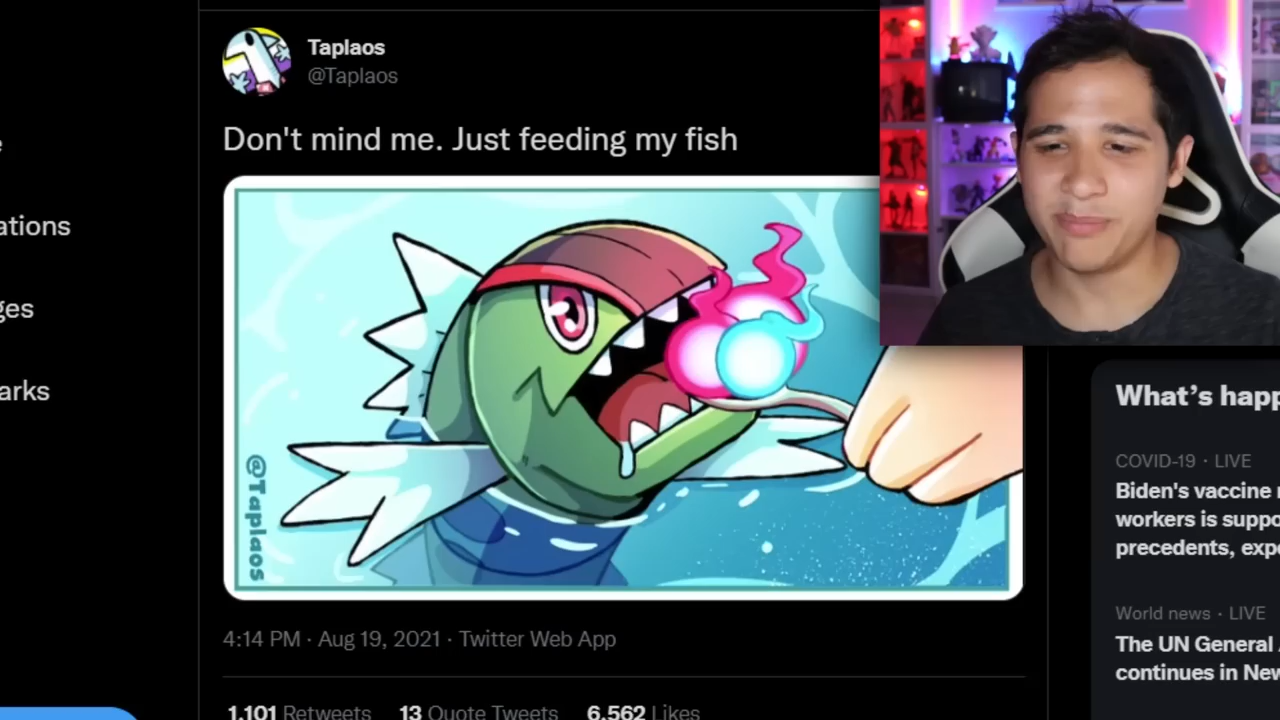 Taplaos
@Taplaos
Don't mind me. Just feeding my fish
@Taplaos
4:14 PM · Aug 19, 2021 · Twitter Web App
1,101 Retweets 13 Quote Tweets 6,562 Likes
e
ations
ges
arks
What's happ
COVID-19 · LIVE
Biden's vaccine
workers is suppo
precedents, expe
World news · LIVE
The UN General
continues in New